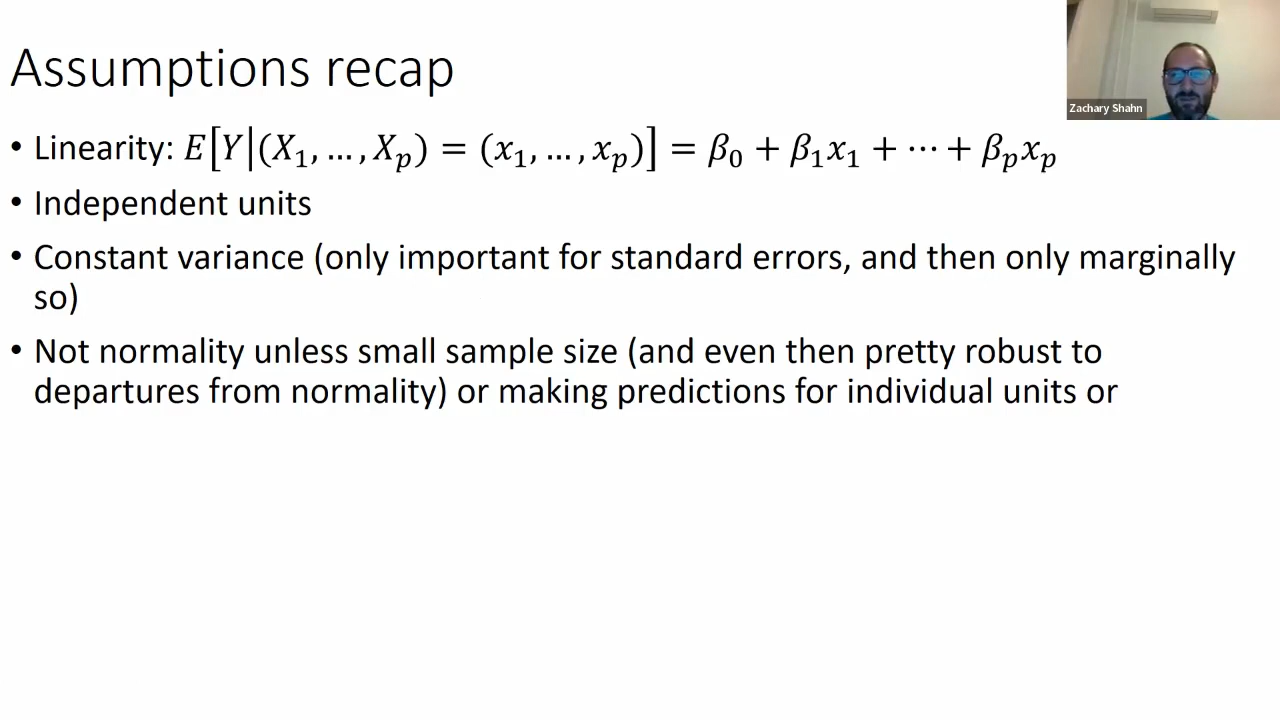 Assumptions recap
Zachary Shahn
• Linearity: E[Y|(X₁, …, Xₚ) = (x₁, …, xₚ)] = β₀ + β₁x₁ + ⋯ + βₚxₚ
• Independent units
• Constant variance (only important for standard errors, and then only marginally
so)
• Not normality unless small sample size (and even then pretty robust to
departures from normality) or making predictions for individual units or